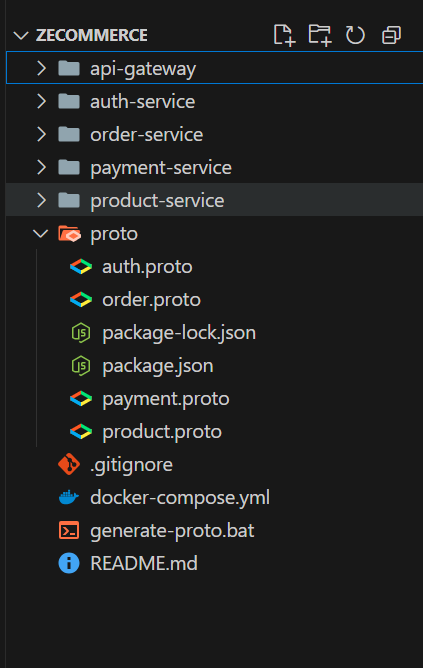 ZECOMMERCE
api-gateway
auth-service
order-service
payment-service
product-service
proto
auth.proto
order.proto
package-lock.json
package.json
payment.proto
product.proto
.gitignore
docker-compose.yml
generate-proto.bat
README.md